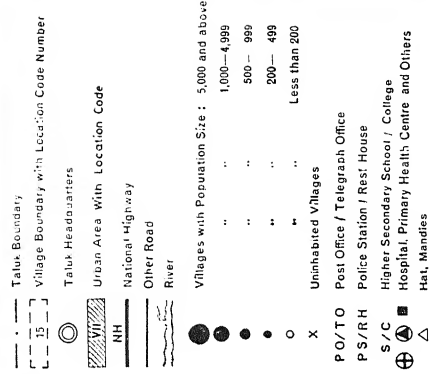 Taluk Boundary
15 Village Boundary with Location Code Number
Taluk Headquarters
VII Urban Area With Location Code
NH National Highway
Other Road
River
Villages with Population Size : 5,000 and above
" " 1,000—4,999
" " 500— 999
" " 200— 499
" " Less than 200
X Uninhabited Villages
PO/TO Post Office / Telegraph Office
PS/RH Police Station / Rest House
S/C Higher Secondary School / College
Hospital, Primary Health Centre and Others
Hat, Mandies